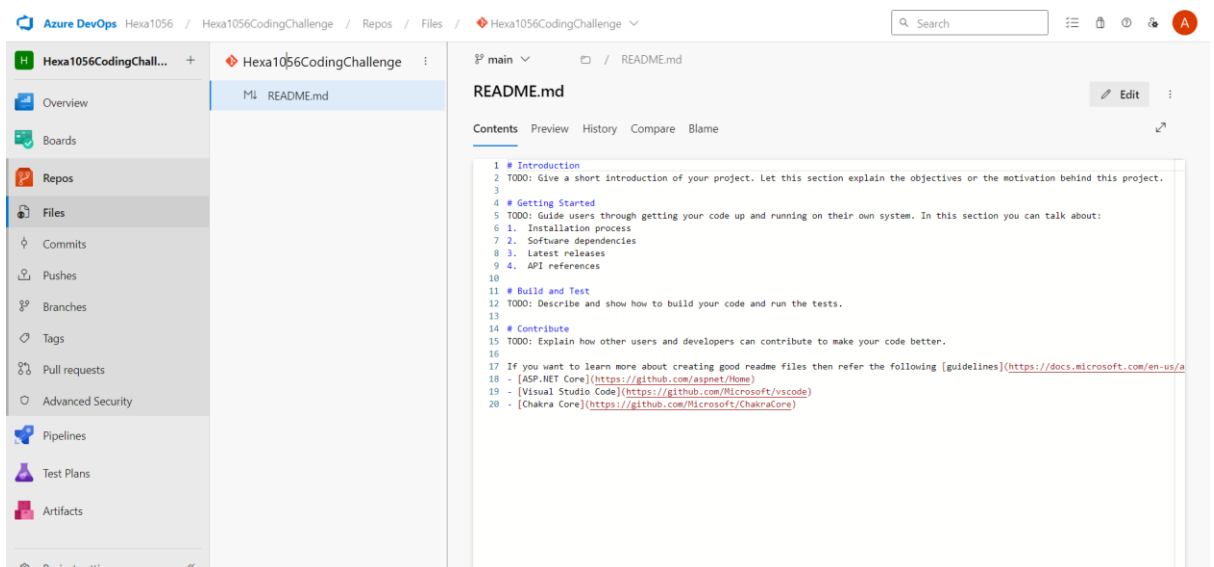 Azure DevOps Hexa1056 / Hexa1056CodingChallenge / Repos / Files / Hexa1056CodingChallenge
Search
A
H Hexa1056CodingChall... +
Overview
Boards
Repos
Files
Commits
Pushes
Branches
Tags
Pull requests
Advanced Security
Pipelines
Test Plans
Artifacts
Hexa1056CodingChallenge
M↓ README.md
main / README.md
README.md
Edit
Contents Preview History Compare Blame
1 # Introduction
2 TODO: Give a short introduction of your project. Let this section explain the objectives or the motivation behind this project.
3
4 # Getting Started
5 TODO: Guide users through getting your code up and running on their own system. In this section you can talk about:
6 1. Installation process
7 2. Software dependencies
8 3. Latest releases
9 4. API references
10
11 # Build and Test
12 TODO: Describe and show how to build your code and run the tests.
13
14 # Contribute
15 TODO: Explain how other users and developers can contribute to make your code better.
16
17 If you want to learn more about creating good readme files then refer the following [guidelines](https://docs.microsoft.com/en-us/a
18 - [ASP.NET Core](https://github.com/aspnet/Home)
19 - [Visual Studio Code](https://github.com/Microsoft/vscode)
20 - [Chakra Core](https://github.com/Microsoft/ChakraCore)